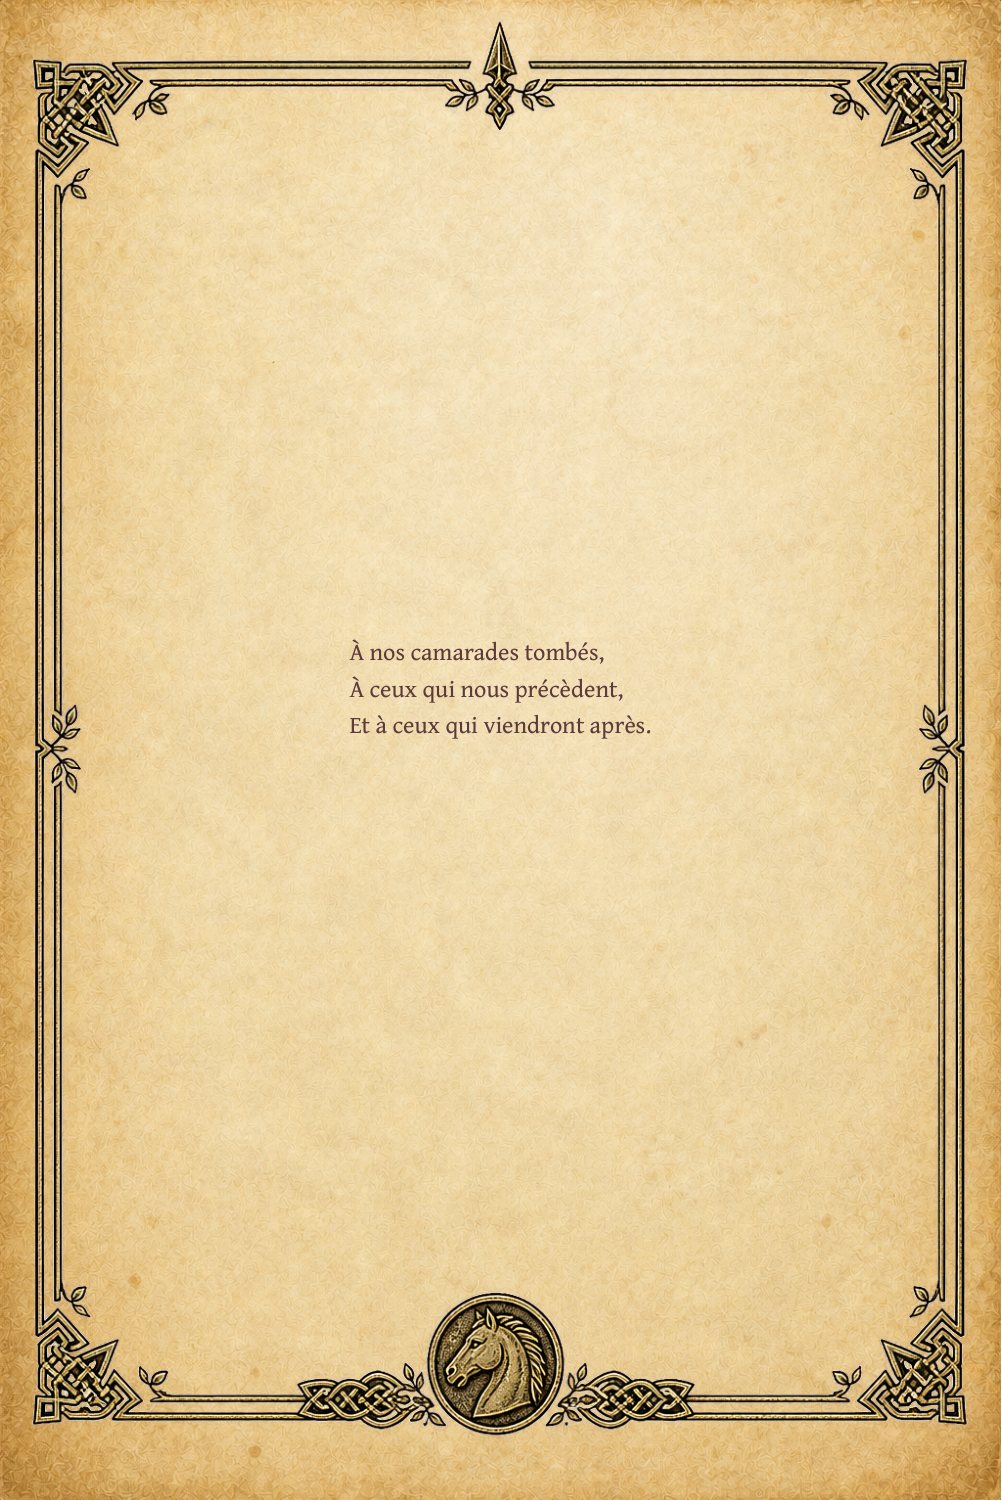 À nos camarades tombés,
À ceux qui nous précèdent,
Et à ceux qui viendront après.